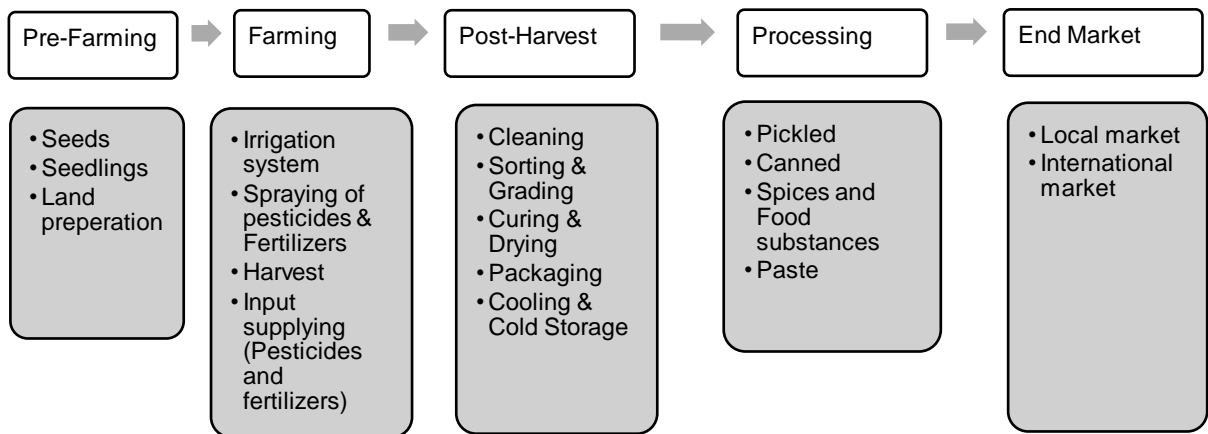 Pre-Farming
Farming
Post-Harvest
Processing
End Market
• Seeds
• Seedlings
• Land
preperation
• Irrigation
system
• Spraying of
pesticides &
Fertilizers
• Harvest
• Input
supplying
(Pesticides
and
fertilizers)
• Cleaning
• Sorting &
Grading
• Curing &
Drying
• Packaging
• Cooling &
Cold Storage
• Pickled
• Canned
• Spices and
Food
substances
• Paste
• Local market
• International
market